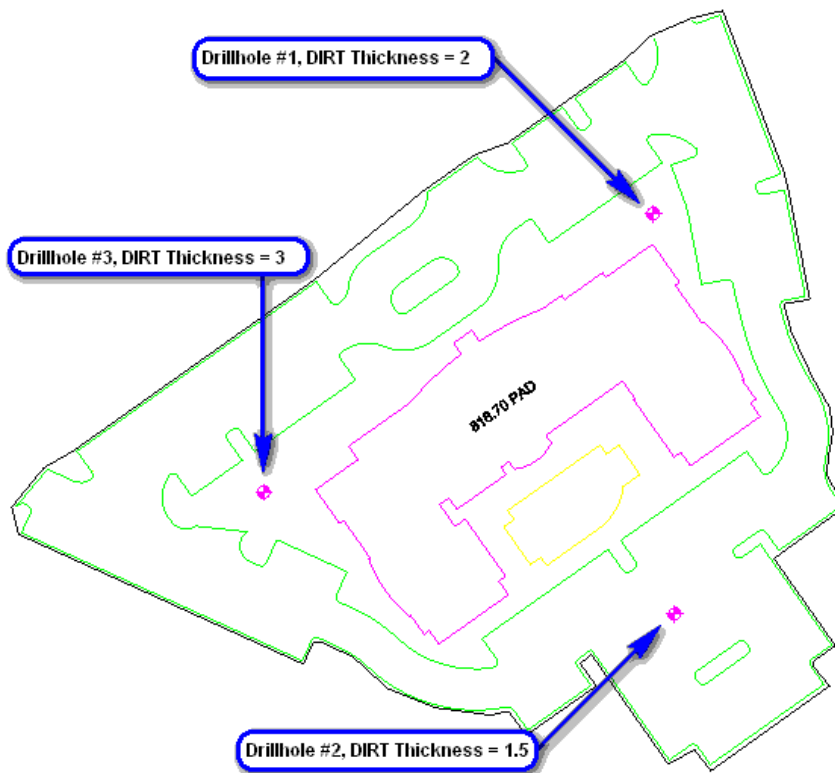 Drillhole #1, DIRT Thickness = 2
Drillhole #3, DIRT Thickness = 3
818.70 PAD
Drillhole #2, DIRT Thickness = 1.5